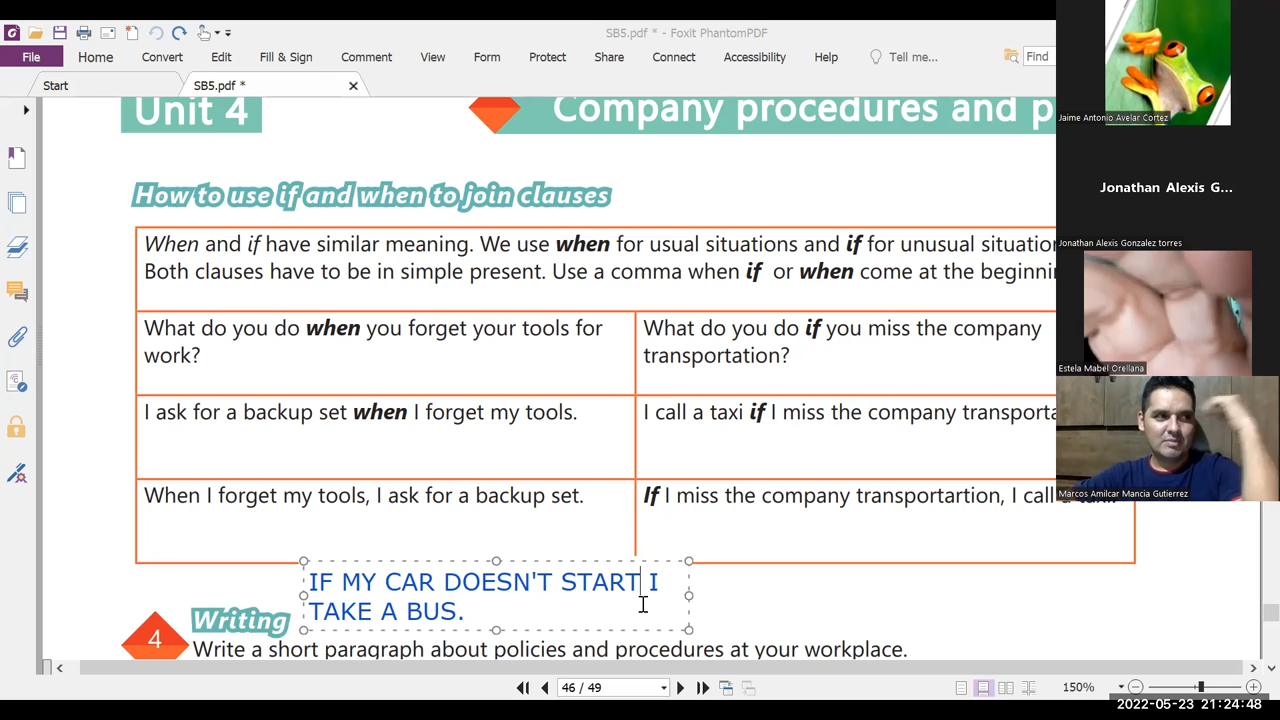 SB5.pdf * - Foxit PhantomPDF
File Home Convert Edit Fill & Sign Comment View Form Protect Share Connect Accessibility Help Tell me... Find
Start SB5.pdf *
Unit 4 Company procedures and p
How to use if and when to join clauses
When and if have similar meaning. We use when for usual situations and if for unusual situatio
Both clauses have to be in simple present. Use a comma when if or when come at the beginni
What do you do when you forget your tools for
work?
What do you do if you miss the company
transportation?
I ask for a backup set when I forget my tools.
I call a taxi if I miss the company transporta
When I forget my tools, I ask for a backup set.
If I miss the company transportartion, I call
IF MY CAR DOESN'T START I
TAKE A BUS.
4 Writing
Write a short paragraph about policies and procedures at your workplace.
46 / 49
150%
Jaime Antonio Avelar Cortez
Jonathan Alexis G...
Jonathan Alexis Gonzalez torres
Estela Mabel Orellana
Marcos Amilcar Mancia Gutierrez
2022-05-23 21:24:48